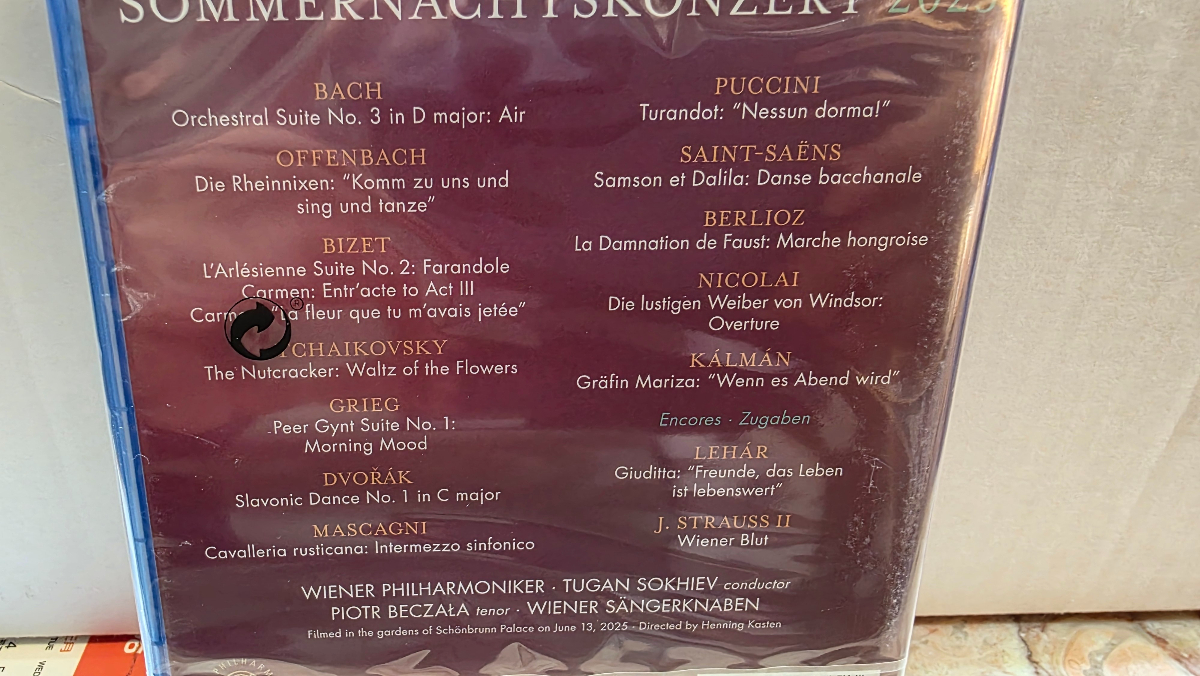 SOMMERNACHTSKONZERT 2025
BACH
Orchestral Suite No. 3 in D major: Air
OFFENBACH
Die Rheinnixen: “Komm zu uns und
sing und tanze”
BIZET
L’Arlésienne Suite No. 2: Farandole
Carmen: Entr’acte to Act III
“La fleur que tu m’avais jetée”
TCHAIKOVSKY
The Nutcracker: Waltz of the Flowers
GRIEG
Peer Gynt Suite No. 1:
Morning Mood
DVOŘÁK
Slavonic Dance No. 1 in C major
MASCAGNI
Cavalleria rusticana: Intermezzo sinfonico
PUCCINI
Turandot: “Nessun dorma!”
SAINT-SAËNS
Samson et Dalila: Danse bacchanale
BERLIOZ
La Damnation de Faust: Marche hongroise
NICOLAI
Die lustigen Weiber von Windsor:
Overture
KÁLMÁN
Gräfin Mariza: “Wenn es Abend wird”
Encores · Zugaben
LEHÁR
Giuditta: “Freunde, das Leben
ist lebenswert”
J. STRAUSS II
Wiener Blut
WIENER PHILHARMONIKER · TUGAN SOKHIEV conductor
PIOTR BECZAŁA tenor · WIENER SÄNGERKNABEN
Filmed in the gardens of Schönbrunn Palace on June 13, 2025 · Directed by Henning Kasten